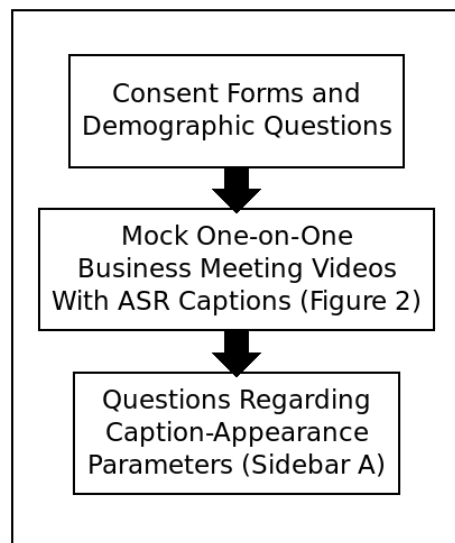 Consent Forms and
Demographic Questions
Mock One-on-One
Business Meeting Videos
With ASR Captions (Figure 2)
Questions Regarding
Caption-Appearance
Parameters (Sidebar A)